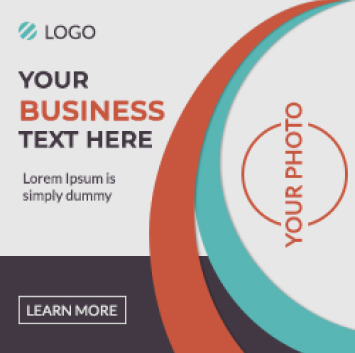 LOGO
YOUR
BUSINESS
TEXT HERE
Lorem Ipsum is
simply dummy
YOUR PHOTO
LEARN MORE